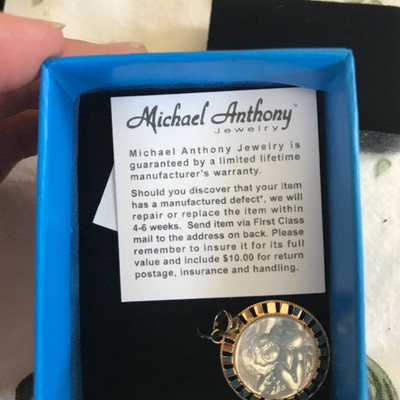 Michael Anthony™
Jewelry
Michael Anthony Jewelry is
guaranteed by a limited lifetime
manufacturer's warranty.
Should you discover that your item
has a manufactured defect*, we will
repair or replace the item within
4-6 weeks. Send item via First Class
mail to the address on back. Please
remember to insure it for its full
value and include $10.00 for return
postage, insurance and handling.